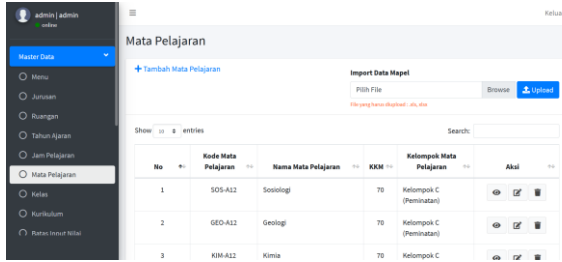 admin | admin
online
Kelua
Mata Pelajaran
Master Data
Menu
Jurusan
Ruangan
Tahun Ajaran
Jam Pelajaran
Mata Pelajaran
Kelas
Kurikulum
Batas Input Nilai
Tambah Mata Pelajaran
Import Data Mapel
Pilih File Browse Upload
File yang harus diupload : .xls, .xlsx
Show 10 entries Search:
No Kode Mata Pelajaran Nama Mata Pelajaran KKM Kelompok Mata Pelajaran Aksi
1 SOS-A12 Sosiologi 70 Kelompok C (Peminatan)
2 GEO-A12 Geologi 70 Kelompok C (Peminatan)
3 KIM-A12 Kimia 70 Kelompok C